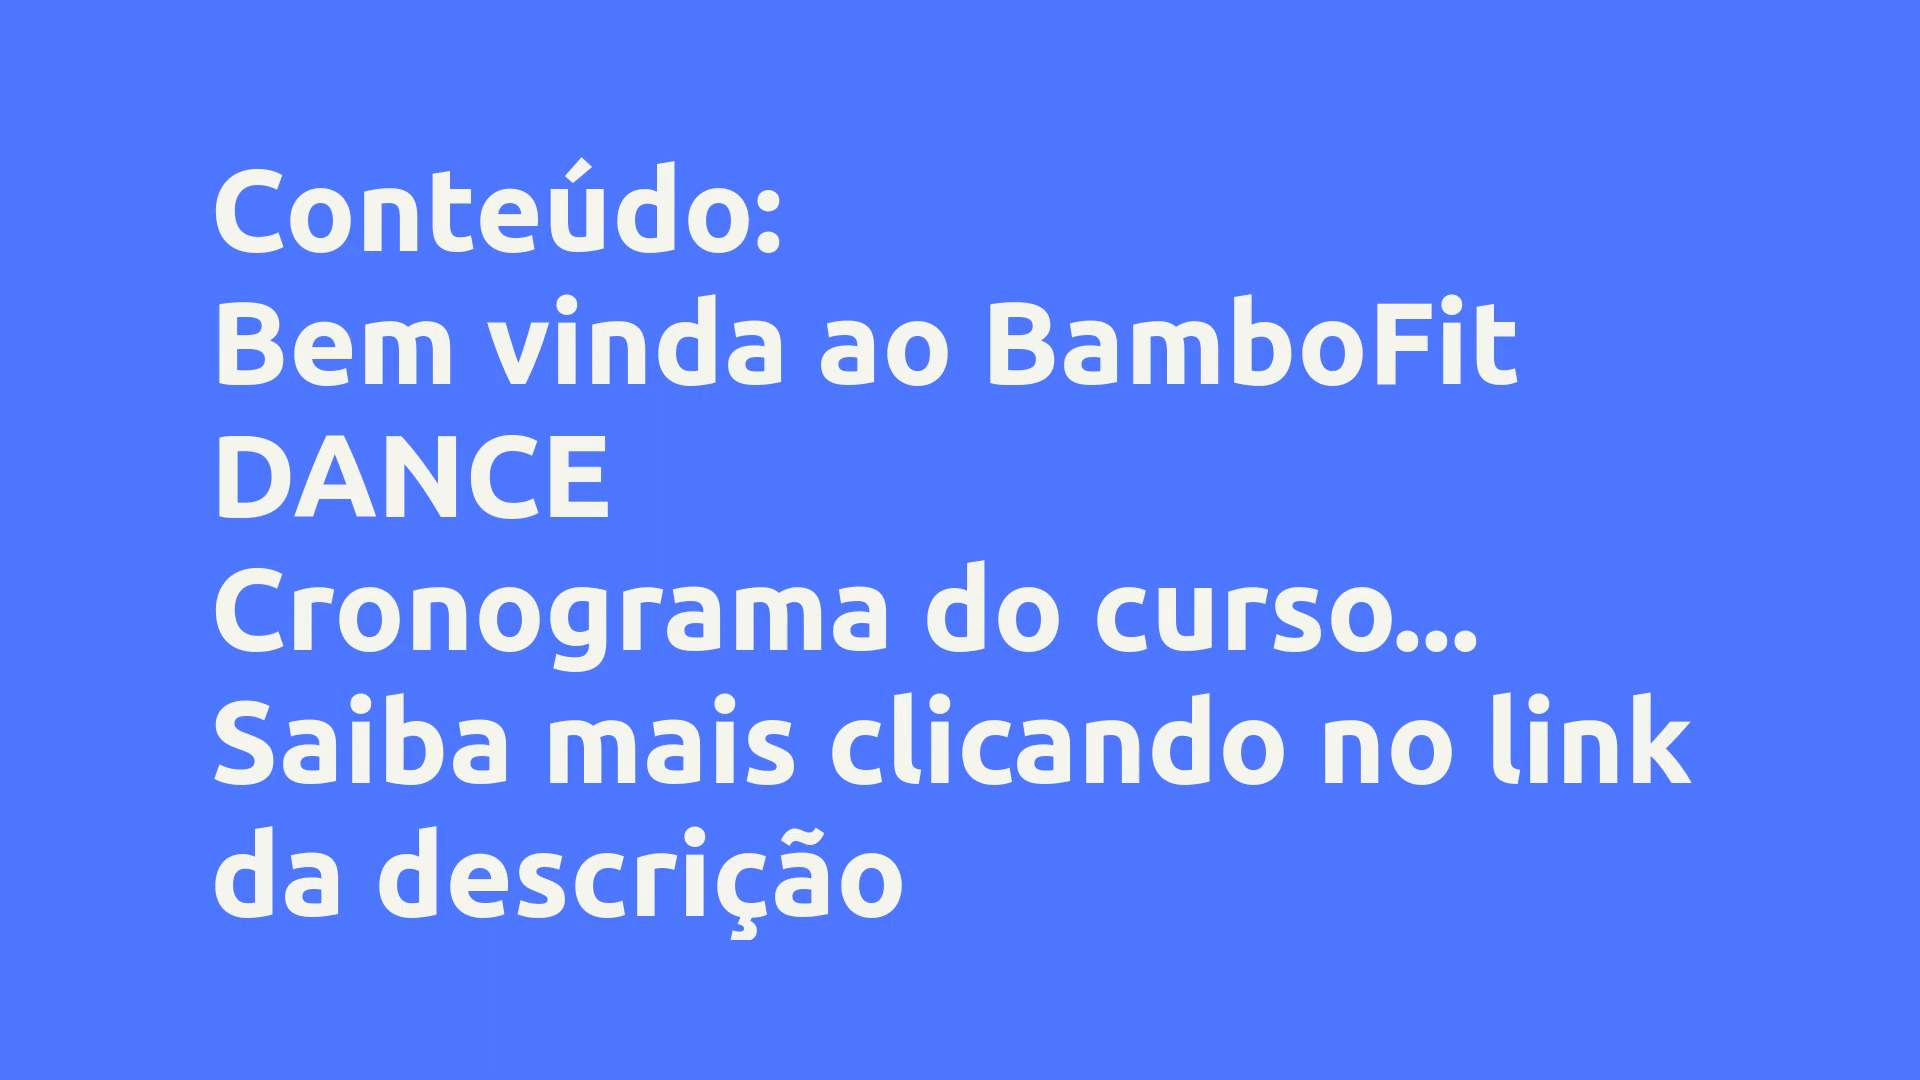 Conteúdo:
Bem vinda ao BamboFit
DANCE
Cronograma do curso...
Saiba mais clicando no link
da descrição